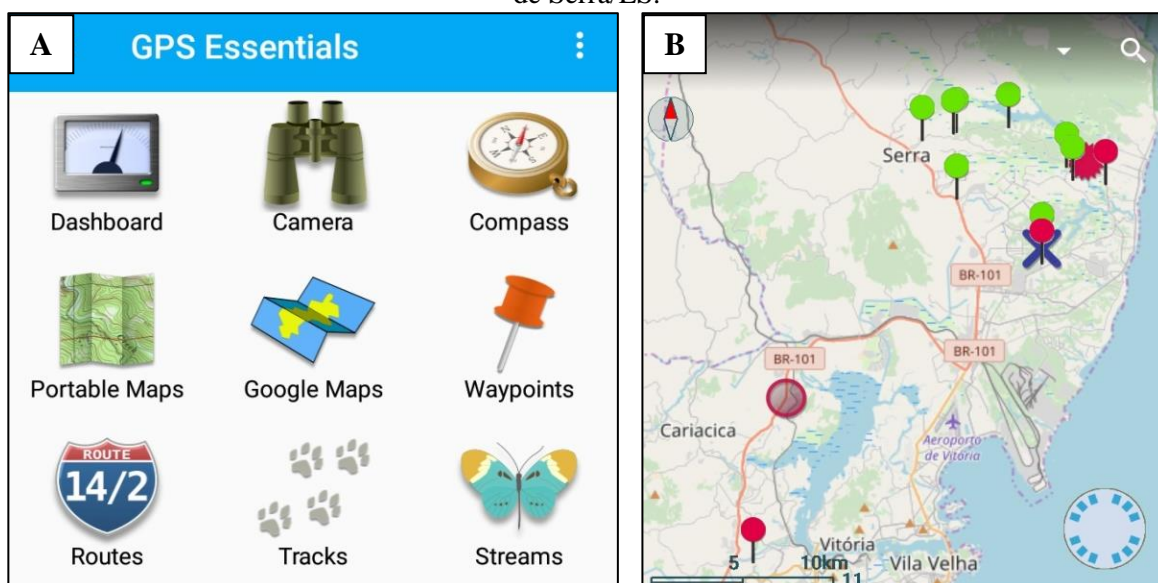 de Serra/ES.
A
GPS Essentials
Dashboard
Camera
Compass
Portable Maps
Google Maps
Waypoints
ROUTE
14/2
Routes
Tracks
Streams
B
Serra
BR-101
BR-101
BR-101
Cariacica
Aeroporto
de Vitória
Vitória
Vila Velha
5
10km
11